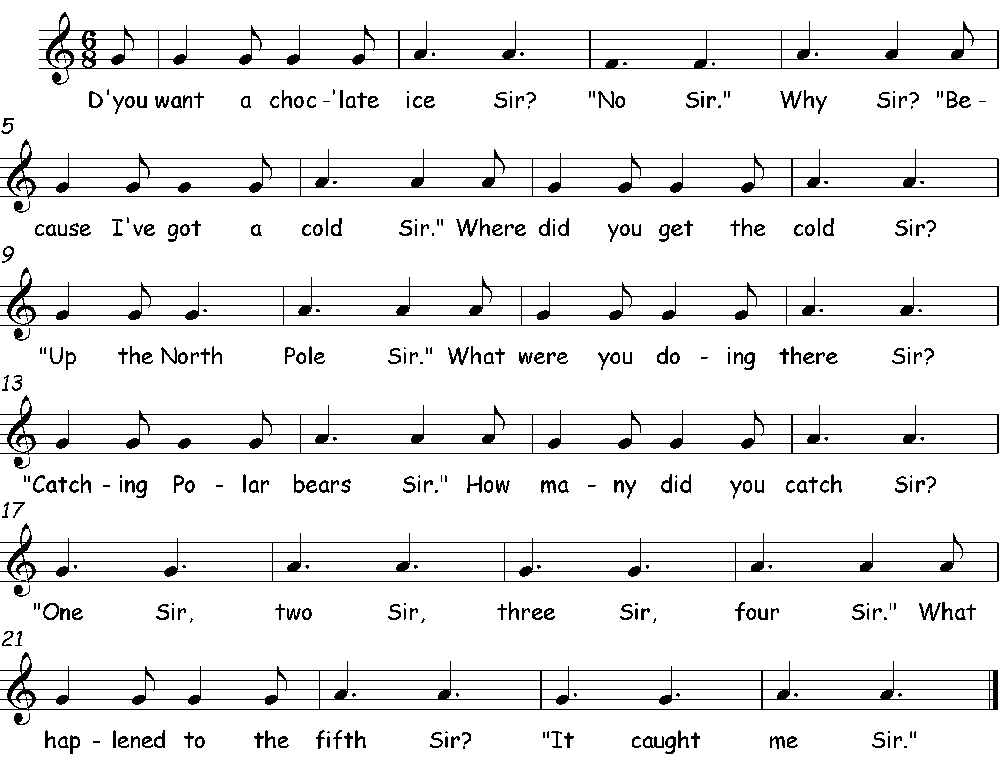 6
8
D'you want a choc-'late ice Sir? "No Sir." Why Sir? "Be -
5
cause I've got a cold Sir." Where did you get the cold Sir?
9
"Up the North Pole Sir." What were you do - ing there Sir?
13
"Catch - ing Po - lar bears Sir." How ma - ny did you catch Sir?
17
"One Sir, two Sir, three Sir, four Sir." What
21
hap - lened to the fifth Sir? "It caught me Sir."